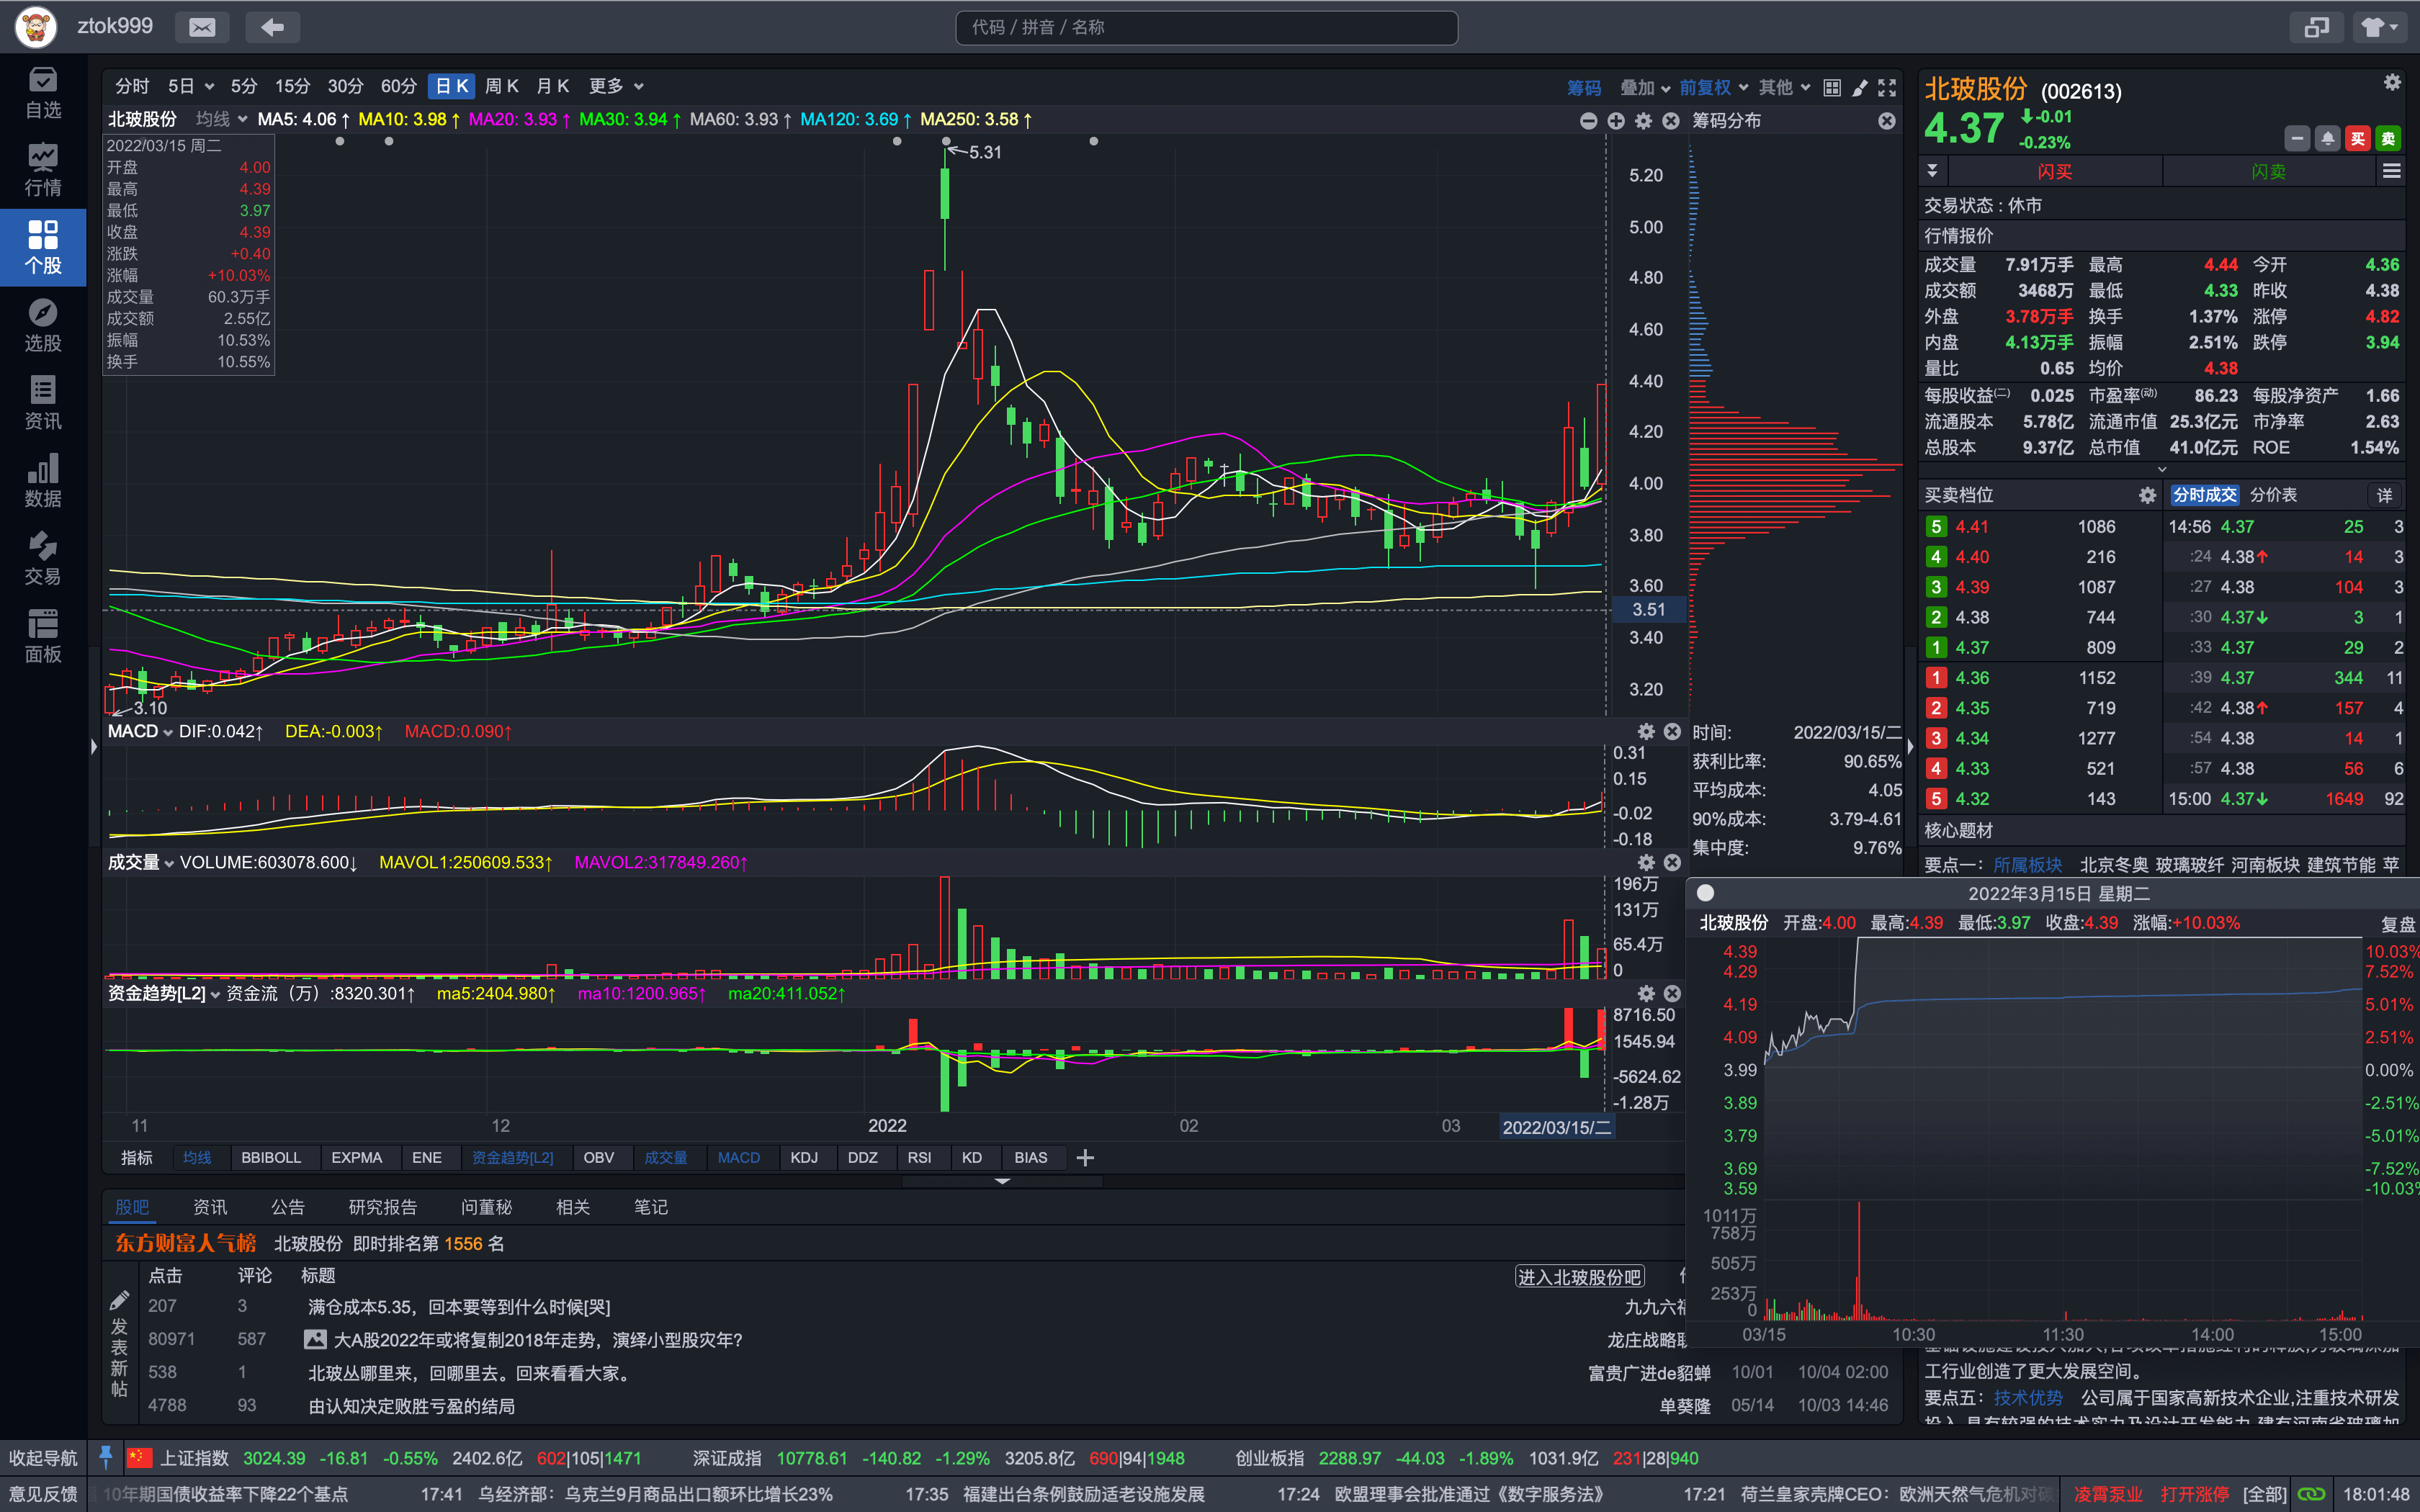 ztok999
代码 / 拼音 / 名称
自选
行情
个股
选股
资讯
数据
交易
面板
分时 5日 5分 15分 30分 60分 日K 周K 月K 更多
筹码 叠加 前复权 其他
北玻股份 均线 MA5: 4.06↑ MA10: 3.98↑ MA20: 3.93↑ MA30: 3.94↑ MA60: 3.93↑ MA120: 3.69↑ MA250: 3.58↑
筹码分布
2022/03/15 周二
开盘 4.00
最高 4.39
最低 3.97
收盘 4.39
涨跌 +0.40
涨幅 +10.03%
成交量 60.3万手
成交额 2.55亿
振幅 10.53%
换手 10.55%
5.31
3.10
5.20
5.00
4.80
4.60
4.40
4.20
4.00
3.80
3.60
3.51
3.40
3.20
MACD DIF:0.042↑ DEA:-0.003↑ MACD:0.090↑
0.31
0.15
-0.02
-0.18
成交量 VOLUME:603078.600↓ MAVOL1:250609.533↑ MAVOL2:317849.260↑
196万
131万
65.4万
0
资金趋势[L2] 资金流（万）:8320.301↑ ma5:2404.980↑ ma10:1200.965↑ ma20:411.052↑
8716.50
1545.94
-5624.62
-1.28万
11 12 2022 02 03 2022/03/15/二
指标 均线 BBIBOLL EXPMA ENE 资金趋势[L2] OBV 成交量 MACD KDJ DDZ RSI KD BIAS
时间: 2022/03/15/二
获利比率: 90.65%
平均成本: 4.05
90%成本: 3.79-4.61
集中度: 9.76%
股吧 资讯 公告 研究报告 问董秘 相关 笔记
东方财富人气榜 北玻股份 即时排名第 1556 名
点击 评论 标题 进入北玻股份吧
发表新帖
207 3 满仓成本5.35，回本要等到什么时候[哭] 九九六
80971 587 大A股2022年或将复制2018年走势，演绎小型股灾年? 龙庄战略
538 1 北玻丛哪里来，回哪里去。回来看看大家。 富贵广进de貂蝉 10/01 10/04 02:00
4788 93 由认知决定败胜亏盈的结局 单葵隆 05/14 10/03 14:46
北玻股份 (002613)
4.37 -0.01
-0.23%
买 卖
闪买 闪卖
交易状态 : 休市
行情报价
成交量 7.91万手 最高 4.44 今开 4.36
成交额 3468万 最低 4.33 昨收 4.38
外盘 3.78万手 换手 1.37% 涨停 4.82
内盘 4.13万手 振幅 2.51% 跌停 3.94
量比 0.65 均价 4.38
每股收益(二) 0.025 市盈率(动) 86.23 每股净资产 1.66
流通股本 5.78亿 流通市值 25.3亿元 市净率 2.63
总股本 9.37亿 总市值 41.0亿元 ROE 1.54%
买卖档位 分时成交 分价表 详
5 4.41 1086 14:56 4.37 25 3
4 4.40 216 :24 4.38↑ 14 3
3 4.39 1087 :27 4.38 104 3
2 4.38 744 :30 4.37↓ 3 1
1 4.37 809 :33 4.37 29 2
1 4.36 1152 :39 4.37 344 11
2 4.35 719 :42 4.38↑ 157 4
3 4.34 1277 :54 4.38 14 1
4 4.33 521 :57 4.38 56 6
5 4.32 143 15:00 4.37↓ 1649 92
核心题材
要点一： 所属板块 北京冬奥 玻璃玻纤 河南板块 建筑节能 苹
2022年3月15日 星期二
北玻股份 开盘:4.00 最高:4.39 最低:3.97 收盘:4.39 涨幅:+10.03% 复盘
4.39 10.03%
4.29 7.52%
4.19 5.01%
4.09 2.51%
3.99 0.00%
3.89 -2.51%
3.79 -5.01%
3.69 -7.52%
3.59 -10.03%
1011万
758万
505万
253万
0
03/15 10:30 11:30 14:00 15:00
工行业创造了更大发展空间。
要点五： 技术优势 公司属于国家高新技术企业,注重技术研发
收起导航 上证指数 3024.39 -16.81 -0.55% 2402.6亿 602|105|1471 深证成指 10778.61 -140.82 -1.29% 3205.8亿 690|94|1948 创业板指 2288.97 -44.03 -1.89% 1031.9亿 231|28|940
意见反馈 10年期国债收益率下降22个基点 17:41 乌经济部：乌克兰9月商品出口额环比增长23% 17:35 福建出台条例鼓励适老设施发展 17:24 欧盟理事会批准通过《数字服务法》 17:21 荷兰皇家壳牌CEO：欧洲天然气危机对 凌霄泵业 打开涨停 [全部] 18:01:48